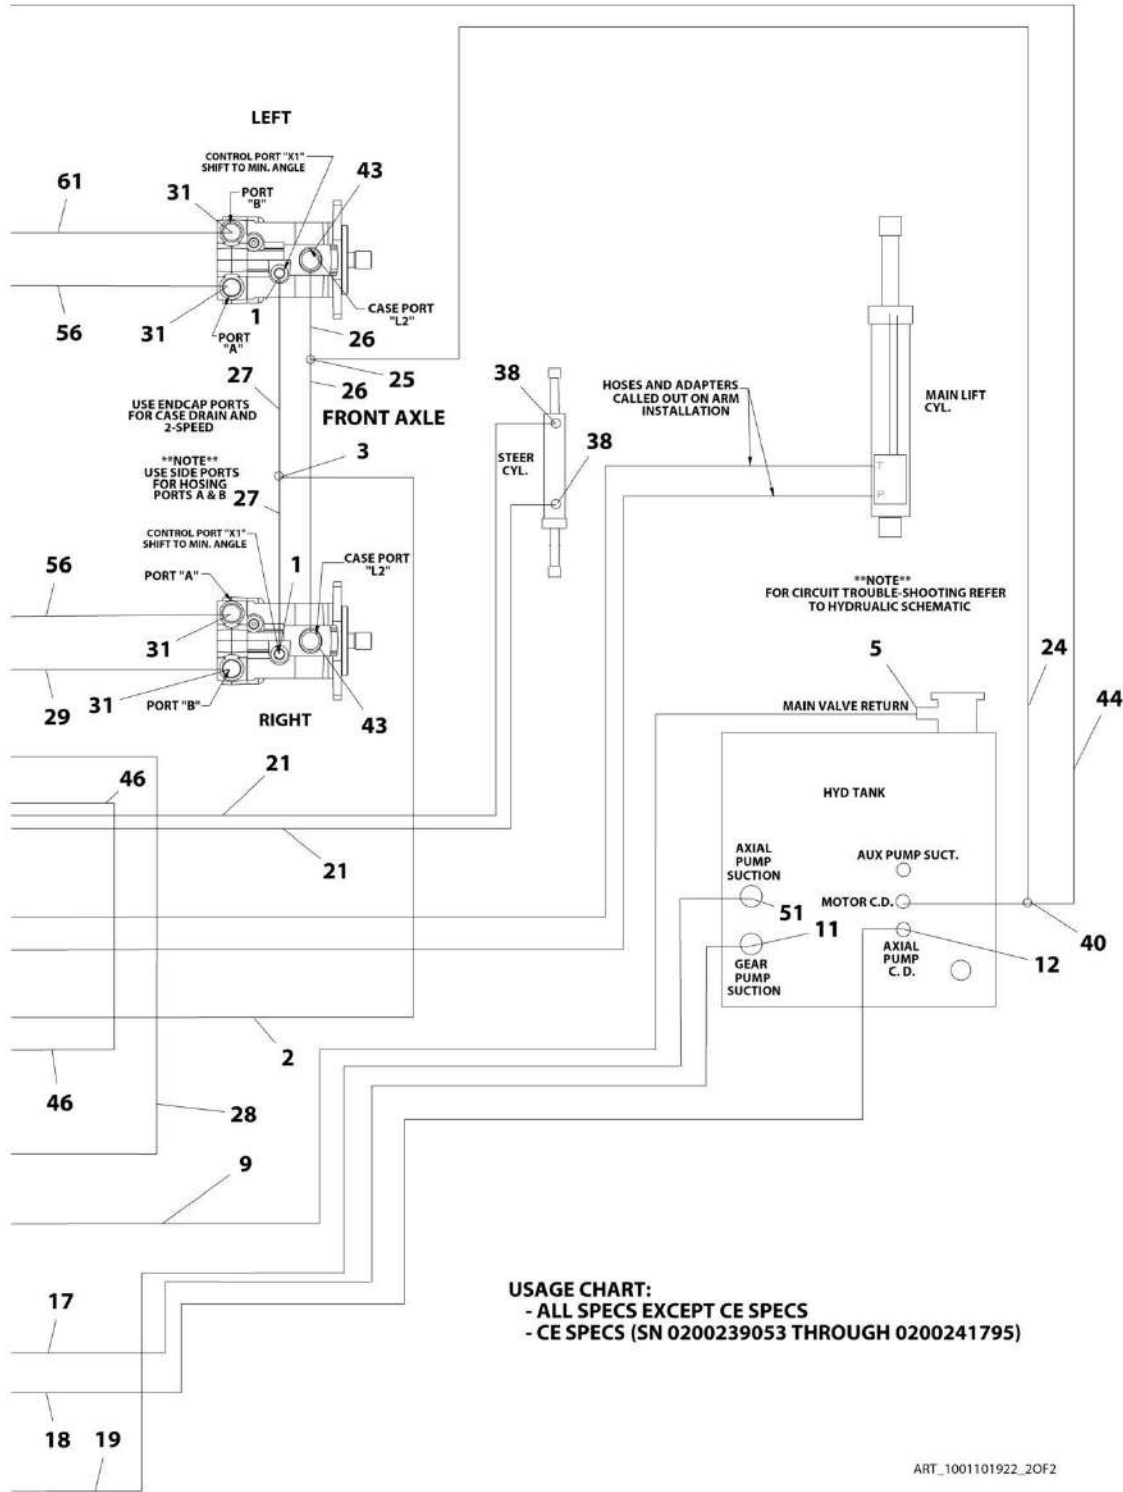 LEFT
CONTROL PORT "X1"
SHIFT TO MIN. ANGLE
43
61
31
PORT
"B"
56
31
PORT
"A"
1
CASE PORT
"L2"
26
25
27
26
USE ENDCAP PORTS
FOR CASE DRAIN AND
2-SPEED
FRONT AXLE
**NOTE**
USE SIDE PORTS
FOR HOSING
PORTS A & B
3
27
CONTROL PORT "X1"
SHIFT TO MIN. ANGLE
1
CASE PORT
"L2"
56
PORT "A"
31
29
31
PORT "B"
RIGHT
43
38
38
STEER
CYL.
HOSES AND ADAPTERS
CALLED OUT ON ARM
INSTALLATION
MAIN LIFT
CYL.
T
P
**NOTE**
FOR CIRCUIT TROUBLE-SHOOTING REFER
TO HYDRUALIC SCHEMATIC
5
24
44
MAIN VALVE RETURN
HYD TANK
AXIAL
PUMP
SUCTION
AUX PUMP SUCT.
51
MOTOR C.D.
11
40
GEAR
PUMP
SUCTION
AXIAL
PUMP
C. D.
12
46
21
21
2
46
28
9
17
18
19
USAGE CHART:
- ALL SPECS EXCEPT CE SPECS
- CE SPECS (SN 0200239053 THROUGH 0200241795)
ART_1001101922_2OF2